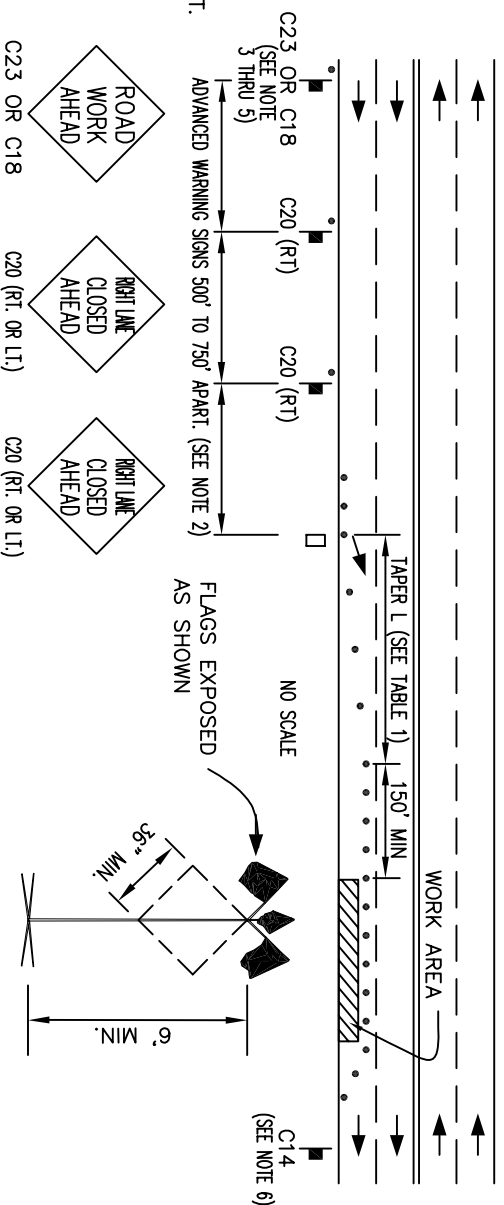 T.
C23 OR C18
(SEE NOTE
3 THRU 5)
C20 (RT)
C20 (RT)
ADVANCED WARNING SIGNS 500' TO 750' APART. (SEE NOTE 2)
TAPER L (SEE TABLE 1)
150' MIN
WORK AREA
C14
(SEE NOTE 6)
NO SCALE
FLAGS EXPOSED
AS SHOWN
36" MIN.
6' MIN.
ROAD
WORK
AHEAD
C23 OR C18
RIGHT LANE
CLOSED
AHEAD
C20 (RT. OR LT.)
RIGHT LANE
CLOSED
AHEAD
C20 (RT. OR LT.)